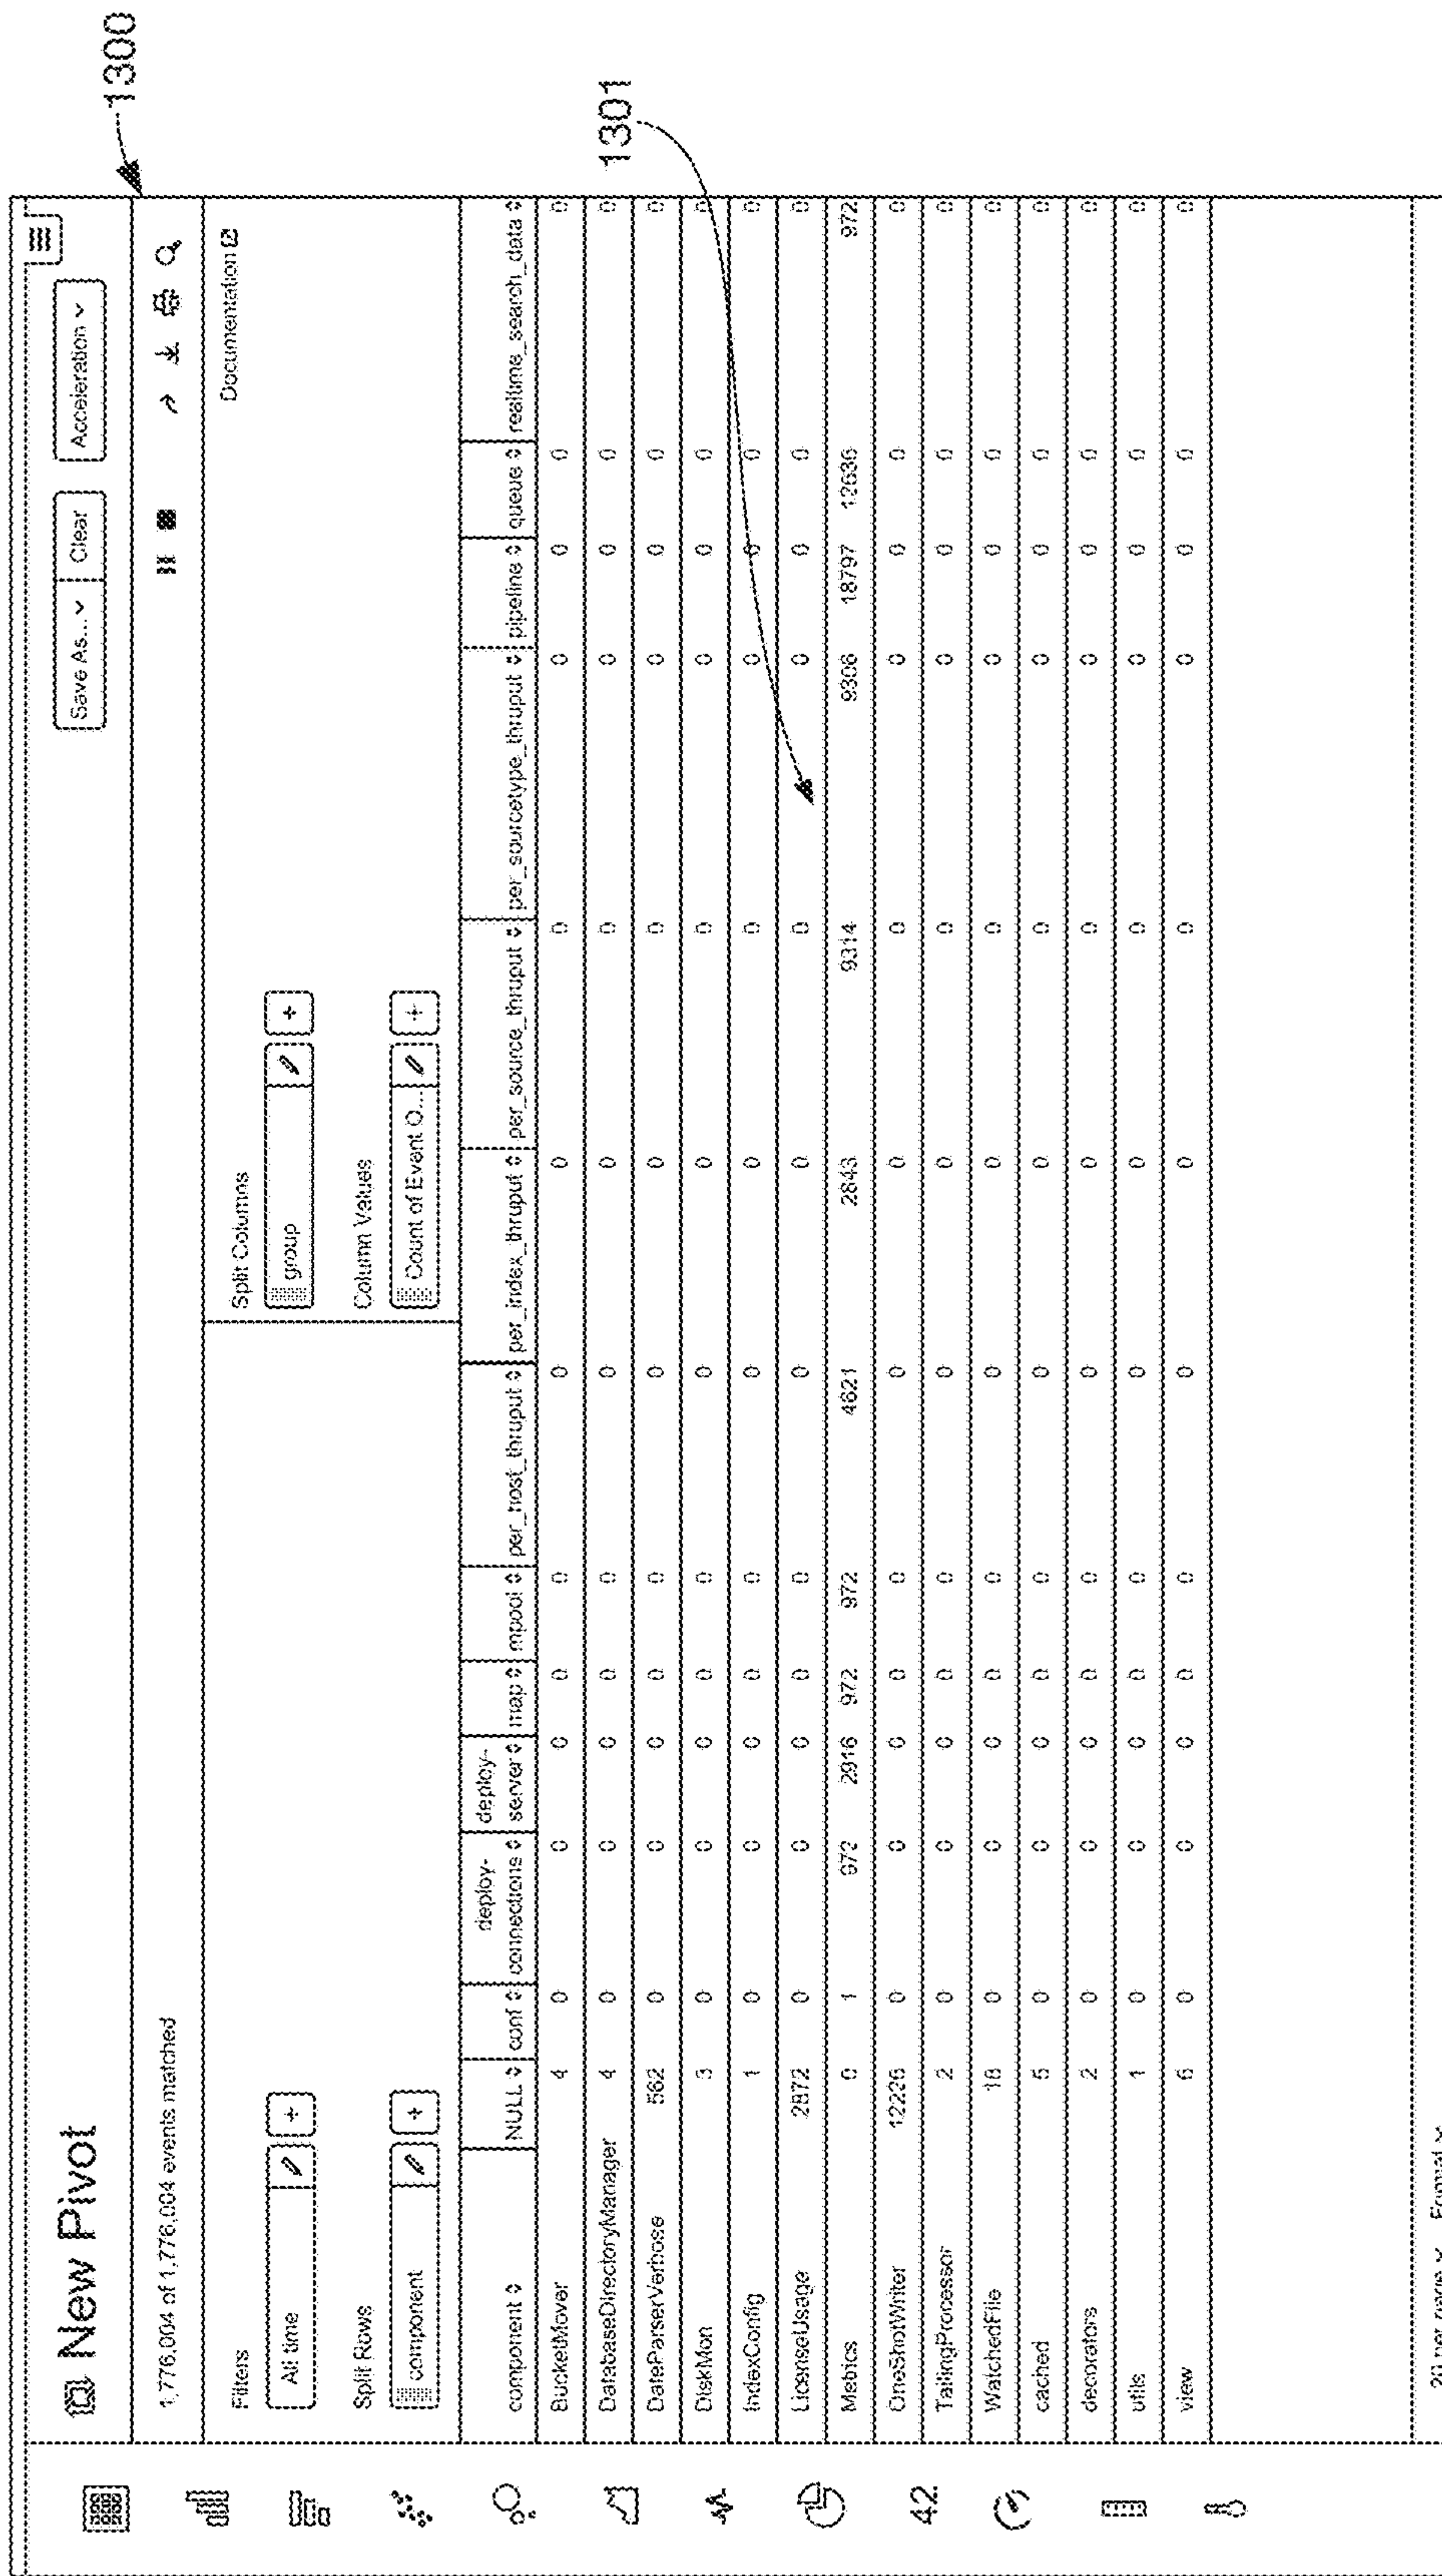 1300
New Pivot
Save As... Clear Acceleration
1,776,004 of 1,776,004 events matched
Filters Split Columns Documentation
All time + group +
Split Rows Column Values
component + Count of Event O... +
1301
component NULL conf deploy-connections deploy-server map mpool per_host_thruput per_index_thruput per_source_thruput per_sourcetype_thruput pipeline queue realtime_search_data
BucketMover 4 0 0 0 0 0 0 0 0 0 0 0 0
DatabaseDirectoryManager 4 0 0 0 0 0 0 0 0 0 0 0 0
DateParserVerbose 562 0 0 0 0 0 0 0 0 0 0 0 0
DiskMon 3 0 0 0 0 0 0 0 0 0 0 0 0
IndexConfig 1 0 0 0 0 0 0 0 0 0 0 0 0
LicenseUsage 2872 0 0 0 0 0 0 0 0 0 0 0 0
Metrics 0 1 972 2916 972 972 4621 2843 9314 9306 18797 12636 972
OneShotWriter 12226 0 0 0 0 0 0 0 0 0 0 0 0
TailingProcessor 2 0 0 0 0 0 0 0 0 0 0 0 0
WatchedFile 18 0 0 0 0 0 0 0 0 0 0 0 0
cached 5 0 0 0 0 0 0 0 0 0 0 0 0
decorators 2 0 0 0 0 0 0 0 0 0 0 0 0
utils 1 0 0 0 0 0 0 0 0 0 0 0 0
view 6 0 0 0 0 0 0 0 0 0 0 0 0
42
20 per page Format